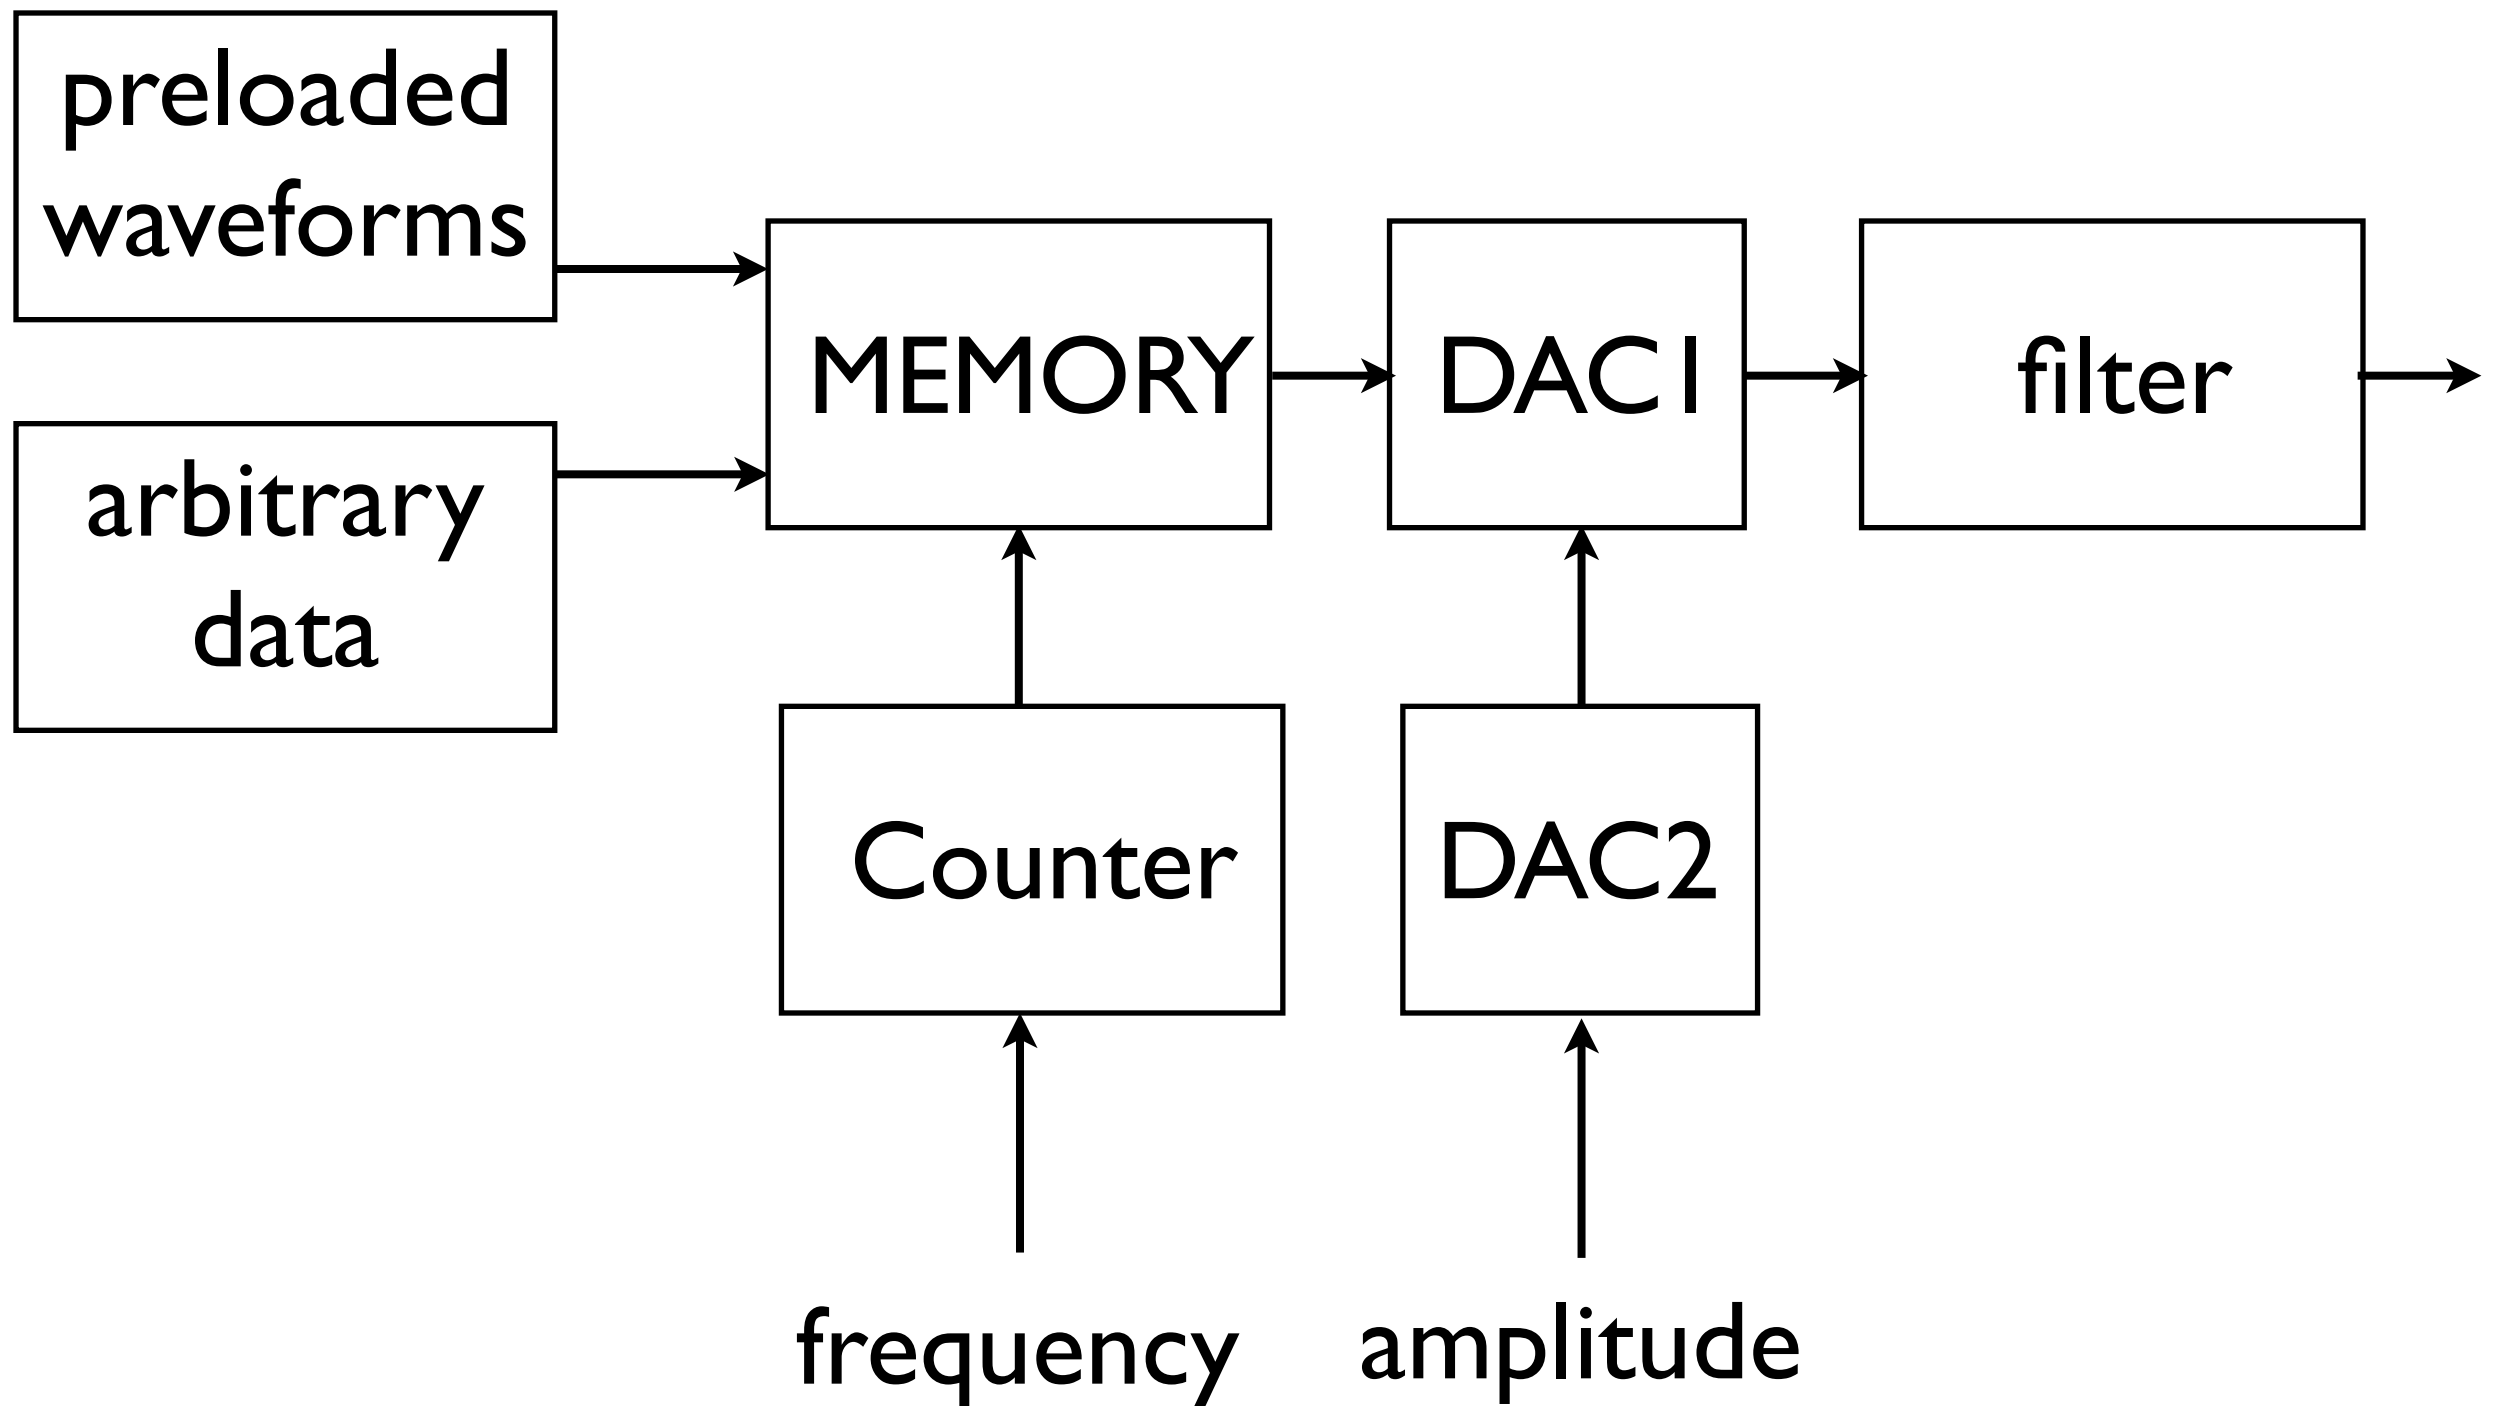 preloaded
waveforms
arbitrary
data
MEMORY
DAC1
filter
Counter
DAC2
frequency
amplitude